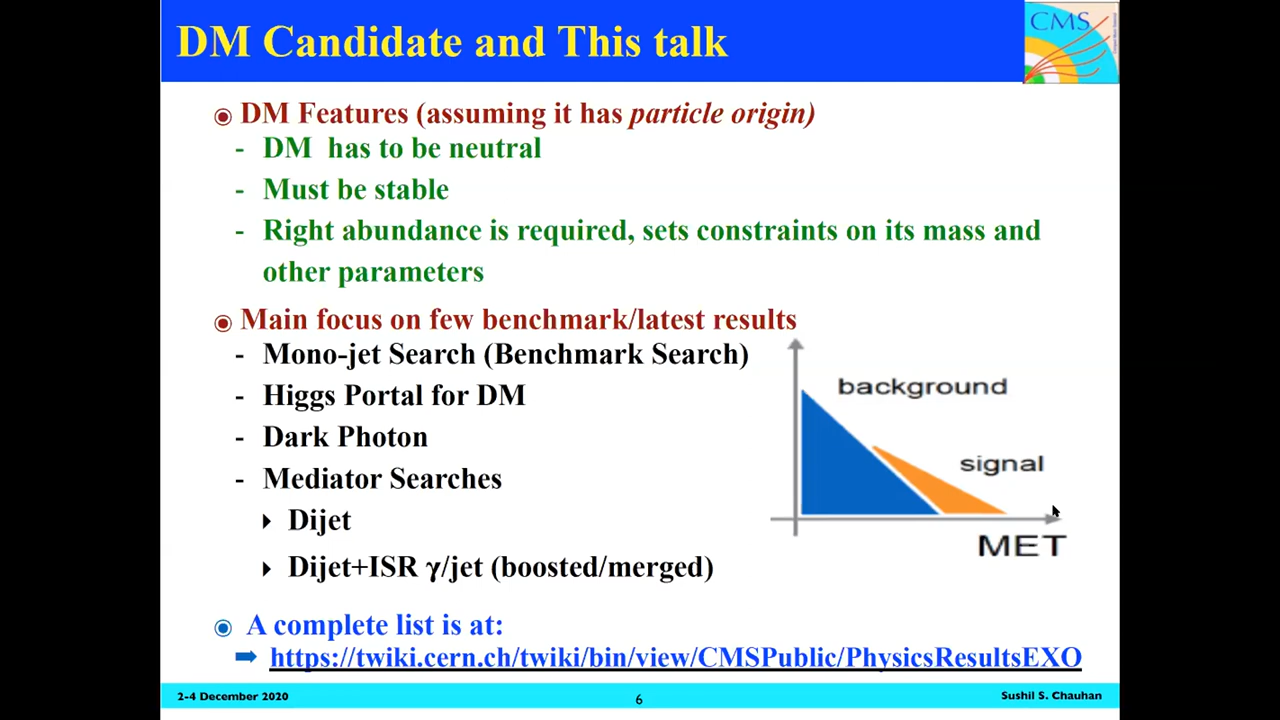 DM Candidate and This talk
CMS
DM Features (assuming it has particle origin)
- DM has to be neutral
- Must be stable
- Right abundance is required, sets constraints on its mass and
other parameters
Main focus on few benchmark/latest results
- Mono-jet Search (Benchmark Search)
- Higgs Portal for DM
- Dark Photon
- Mediator Searches
Dijet
Dijet+ISR γ/jet (boosted/merged)
background
signal
MET
A complete list is at:
➡ https://twiki.cern.ch/twiki/bin/view/CMSPublic/PhysicsResultsEXO
2-4 December 2020
6
Sushil S. Chauhan